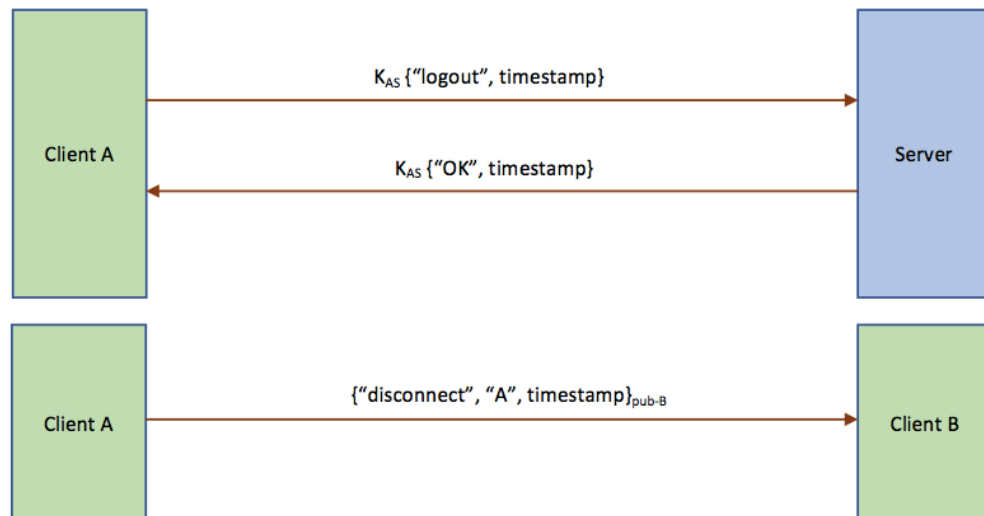 K_AS {“logout”, timestamp}
Client A
Server
K_AS {“OK”, timestamp}
{“disconnect”, “A”, timestamp}_pub-B
Client A
Client B